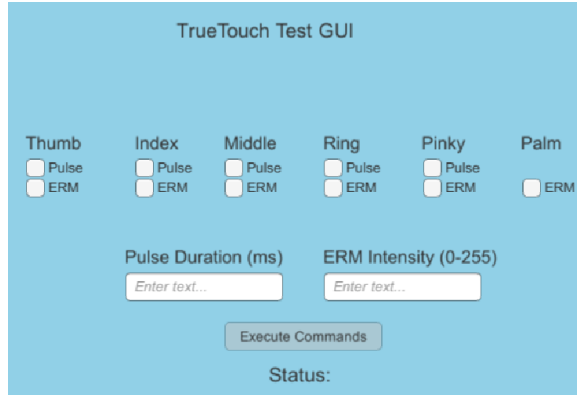 TrueTouch Test GUI
Thumb Index Middle Ring Pinky Palm
Pulse Pulse Pulse Pulse Pulse
ERM ERM ERM ERM ERM ERM
Pulse Duration (ms) ERM Intensity (0-255)
Enter text... Enter text...
Execute Commands
Status: